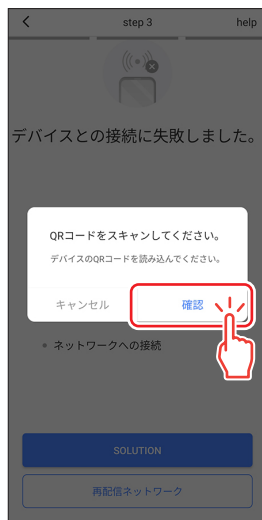 step 3
help
デバイスとの接続に失敗しました。
QRコードをスキャンしてください。
デバイスのQRコードを読み込んでください。
キャンセル
確認
ネットワークへの接続
SOLUTION
再配信ネットワーク